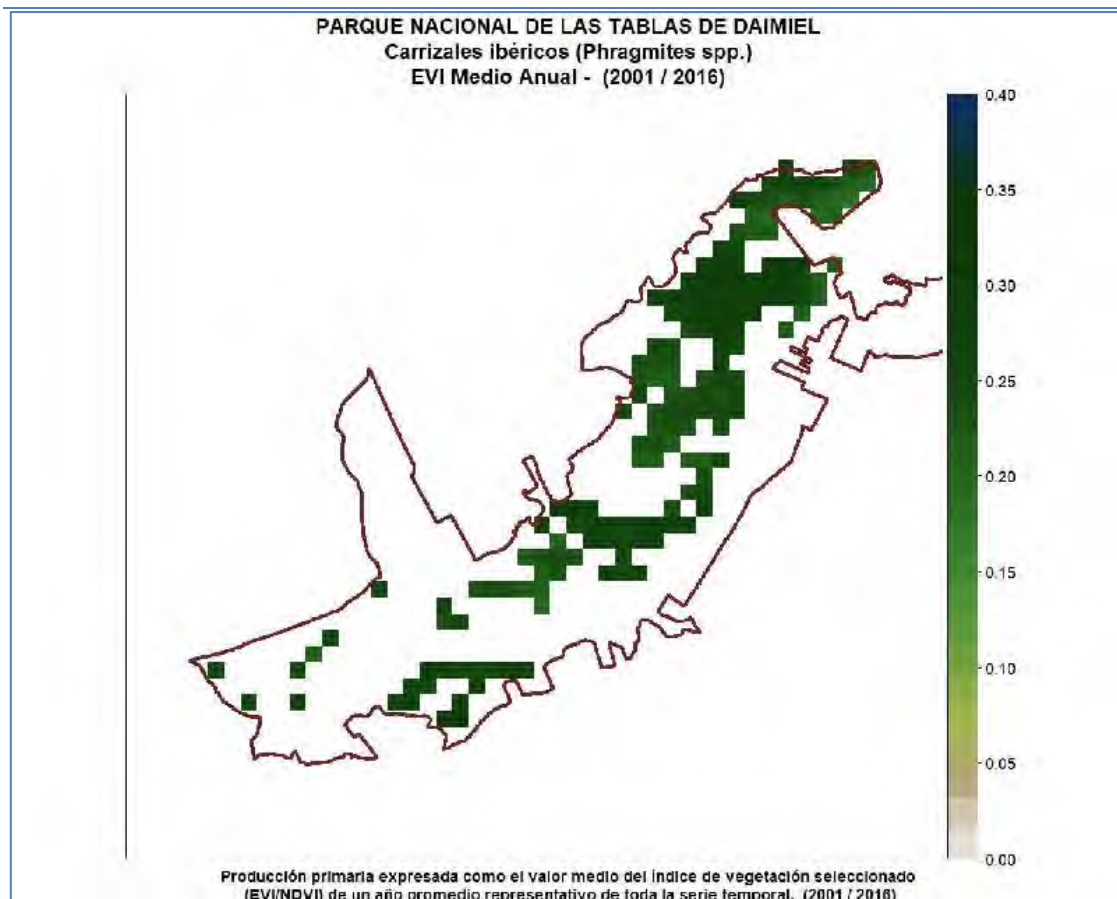 PARQUE NACIONAL DE LAS TABLAS DE DAIMIEL
Carrizales ibéricos (Phragmites spp.)
EVI Medio Anual - (2001 / 2016)
0.40
0.35
0.30
0.25
0.20
0.15
0.10
0.05
0.00
Producción primaria expresada como el valor medio del índice de vegetación seleccionado
(EVI/NDVI) de un año promedio representativo de toda la serie temporal. (2001 / 2016)